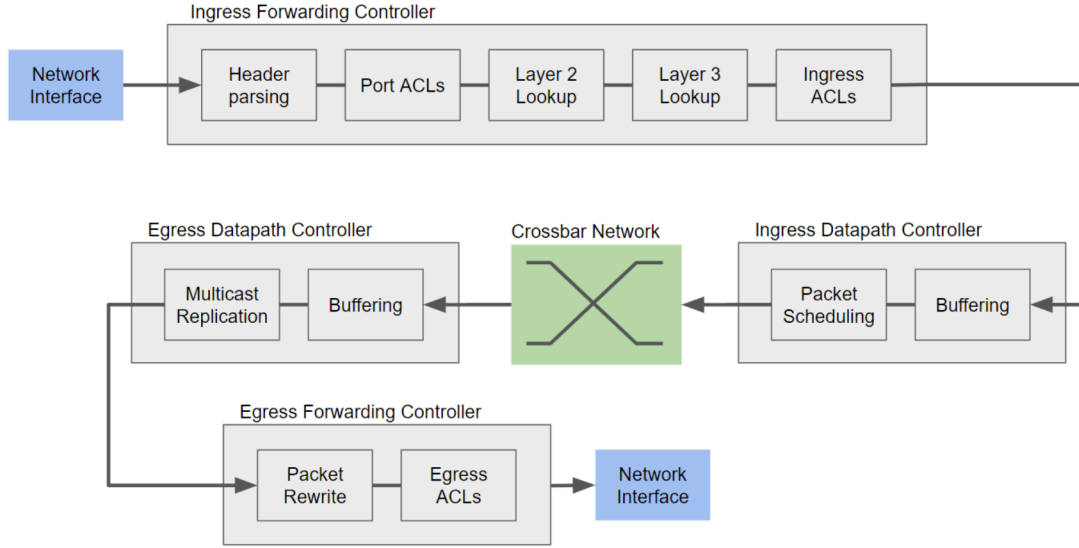 Ingress Forwarding Controller
Network
Interface
Header
parsing
Port ACLs
Layer 2
Lookup
Layer 3
Lookup
Ingress
ACLs
Egress Datapath Controller
Crossbar Network
Ingress Datapath Controller
Multicast
Replication
Buffering
Packet
Scheduling
Buffering
Egress Forwarding Controller
Packet
Rewrite
Egress
ACLs
Network
Interface